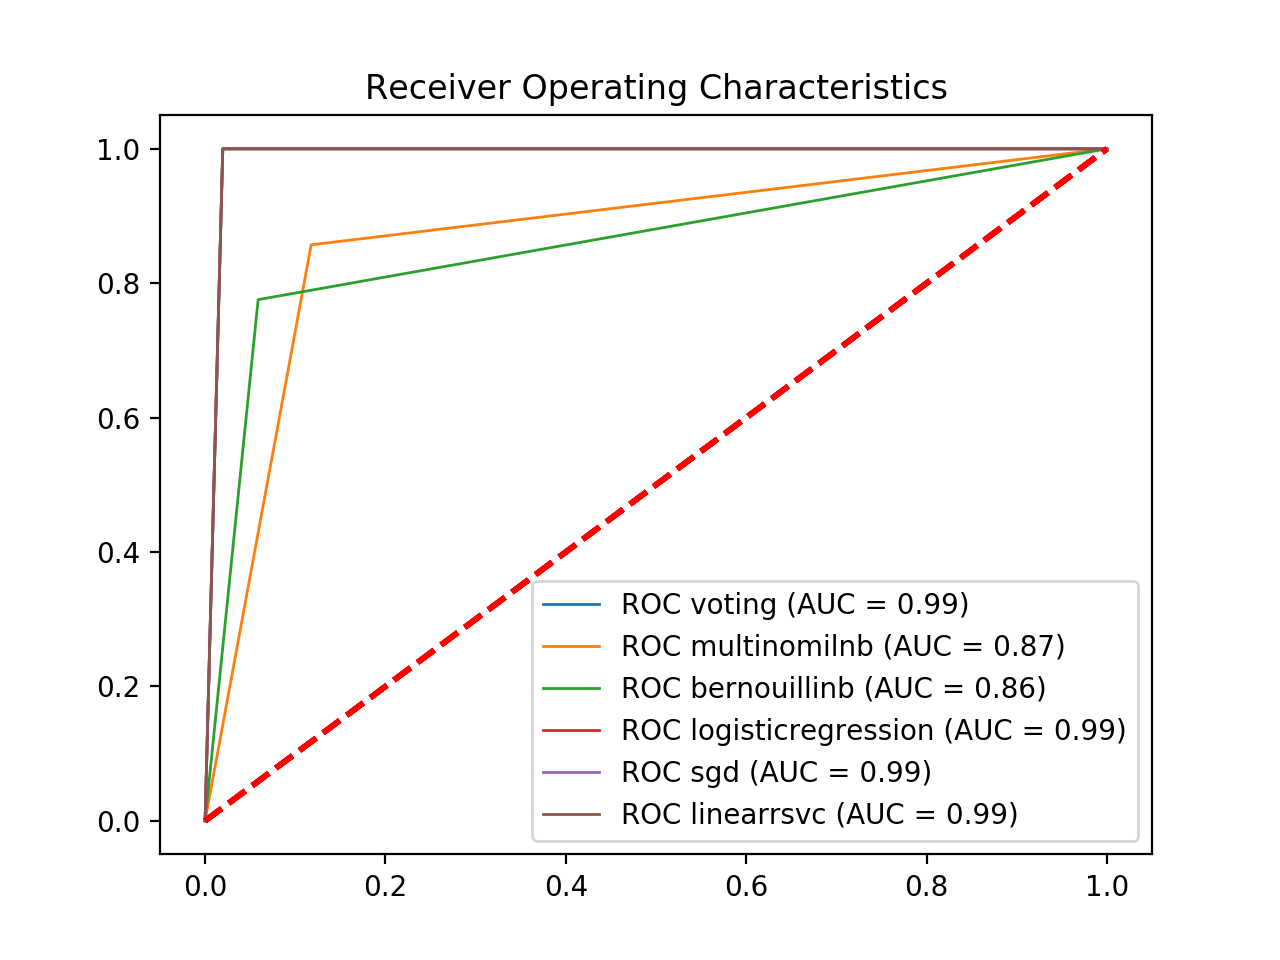 Receiver Operating Characteristics
1.0
0.8
0.6
0.4
0.2
0.0
ROC voting (AUC = 0.99)
ROC multinomilnb (AUC = 0.87)
ROC bernouillinb (AUC = 0.86)
ROC logisticregression (AUC = 0.99)
ROC sgd (AUC = 0.99)
ROC linearrsvc (AUC = 0.99)
0.0 0.2 0.4 0.6 0.8 1.0